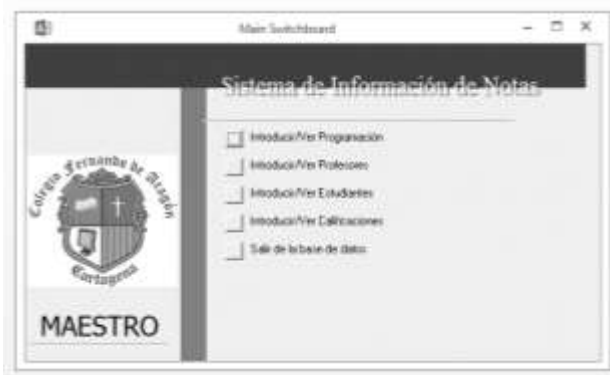 Main Switchboard
Sistema de Información de Notas
Introducir/Ver Programación
Introducir/Ver Profesores
Introducir/Ver Estudiantes
Introducir/Ver Calificaciones
Salir de la base de datos
Colegio Fernando de Aragón
Cartagena
MAESTRO